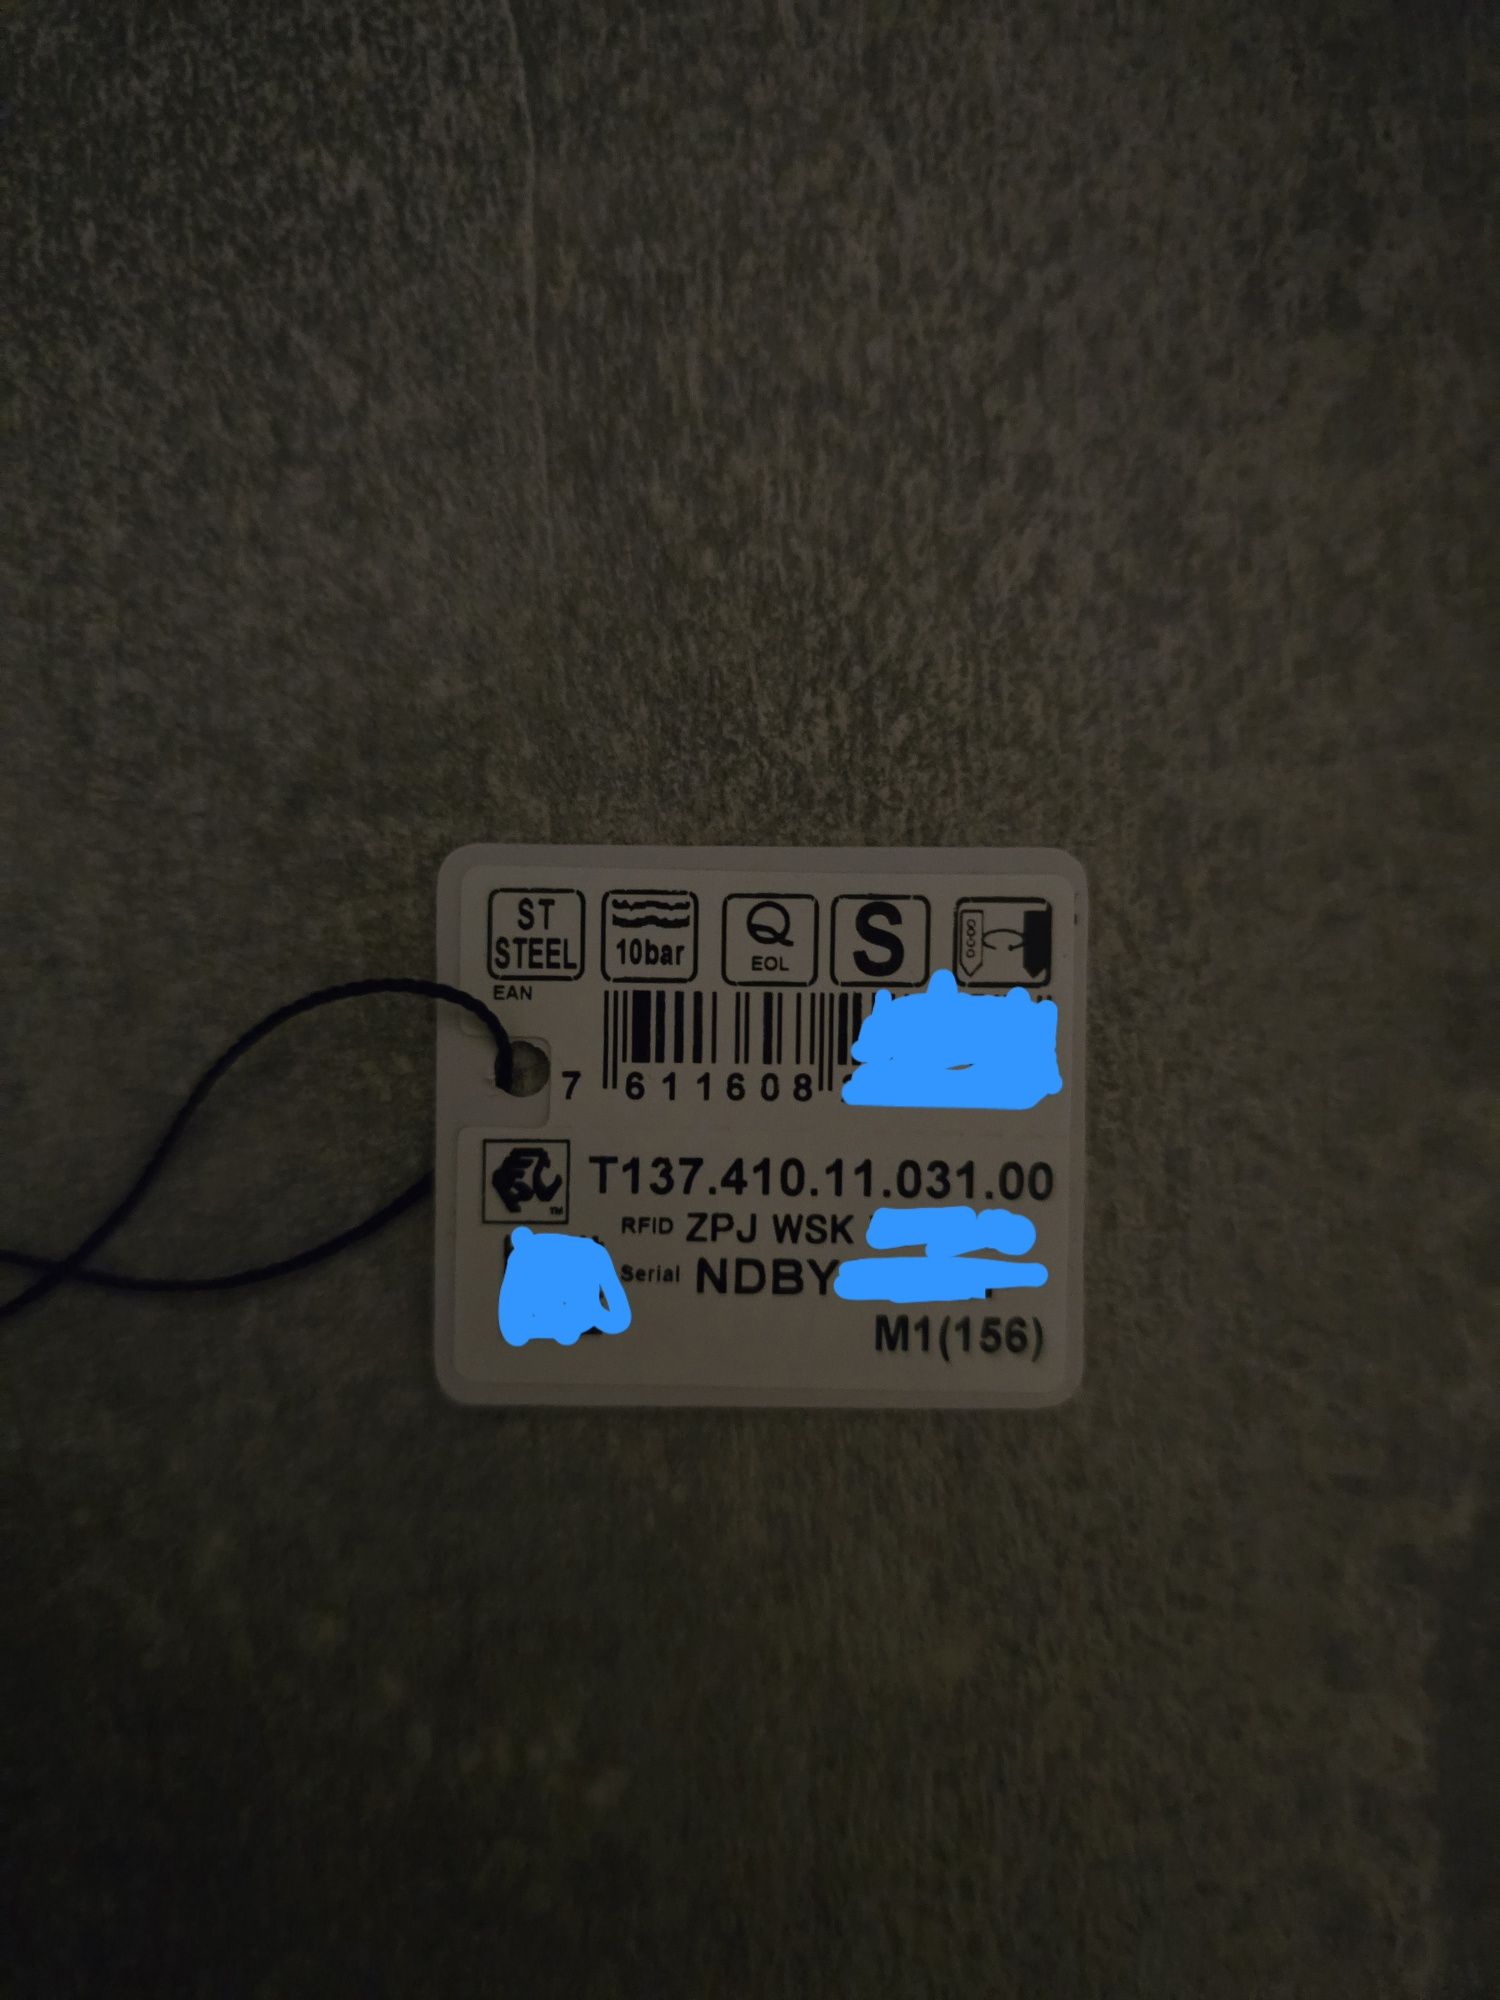 ST STEEL
10bar
Q EOL
S
EAN
7 611608
T137.410.11.031.00
RFID ZPJ WSK
Serial NDBY
M1(156)